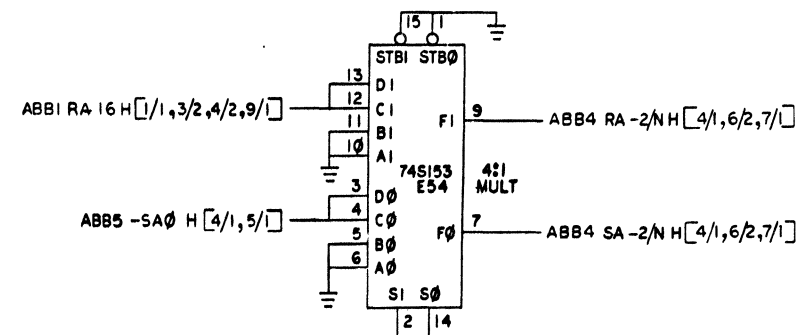 15 1
STB1 STBØ
13 D1
ABB1 RA-16 H[1/1,3/2,4/2,9/1] 12 C1 F1 9 ABB4 RA-2/N H[4/1,6/2,7/1]
11 B1
1Ø A1
74S153 4:1
E54 MULT
3 DØ
ABB5 -SAØ H [4/1,5/1] 4 CØ FØ 7 ABB4 SA-2/N H[4/1,6/2,7/1]
5 BØ
6 AØ
S1 SØ
2 14